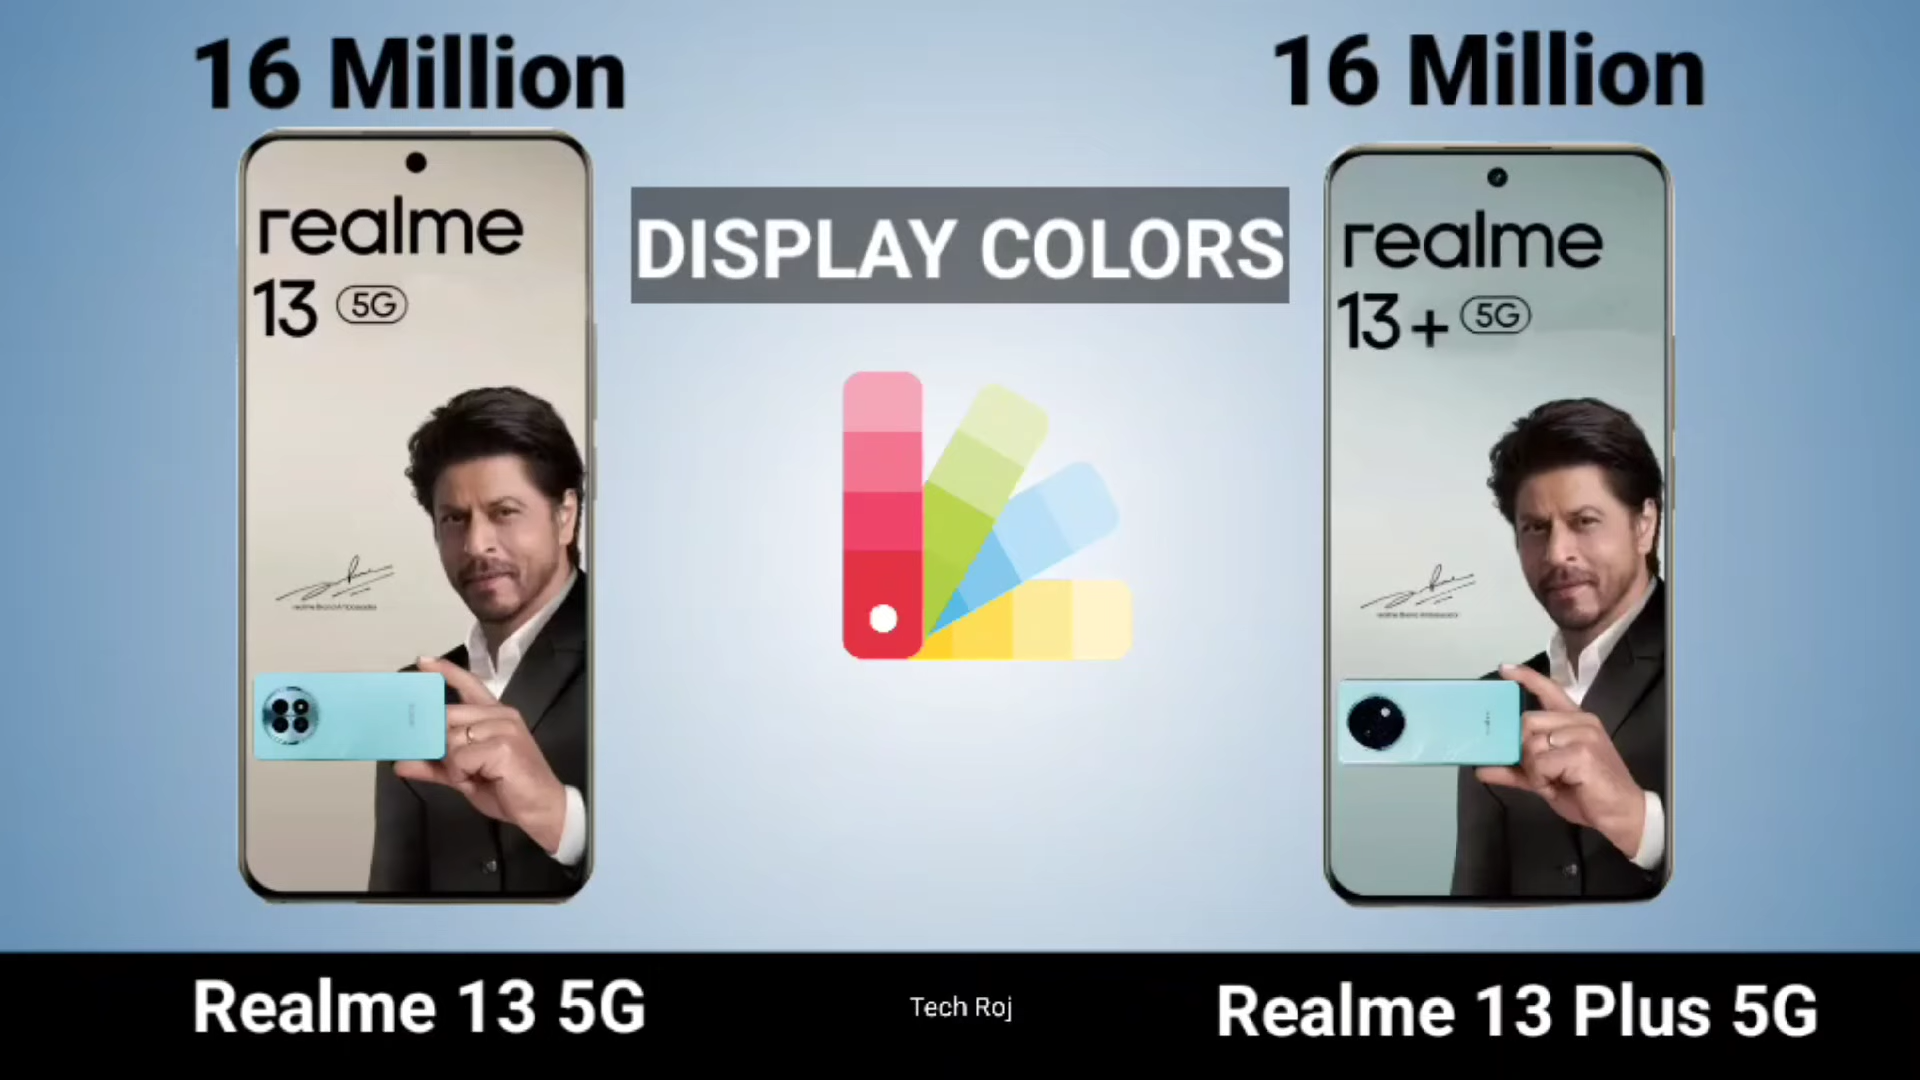 16 Million
16 Million
DISPLAY COLORS
realme
13 5G
realme
13+ 5G
Realme 13 5G
Tech Roj
Realme 13 Plus 5G